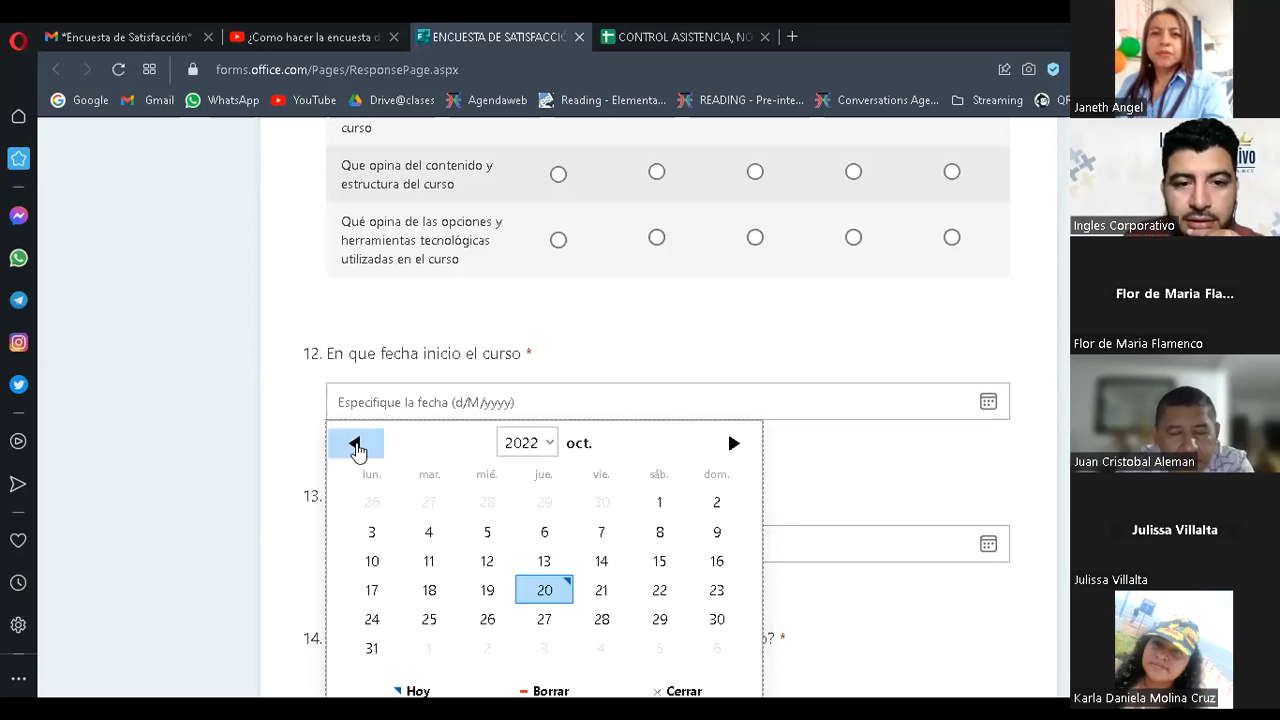 *Encuesta de Satisfacción*
¿Como hacer la encuesta d
ENCUESTA DE SATISFACCIÓ
CONTROL ASISTENCIA, NO
forms.office.com/Pages/ResponsePage.aspx
Google
Gmail
WhatsApp
YouTube
Drive@clases
Agendaweb
Reading - Elementa...
READING - Pre-inte...
Conversations Age...
Streaming
QR
curso
Que opina del contenido y
estructura del curso
Qué opina de las opciones y
herramientas tecnológicas
utilizadas en el curso
12. En que fecha inicio el curso *
Especifique la fecha (d/M/yyyy)
2022 oct.
lun. mar. mié. jue. vie. sáb. dom.
26 27 28 29 30 1 2
3 4 5 6 7 8 9
10 11 12 13 14 15 16
17 18 19 20 21 22 23
24 25 26 27 28 29 30
31 1 2 3 4 5 6
Hoy Borrar Cerrar
13.
14. ? *
Janeth Angel
Ingles Corporativo
Flor de Maria Fla...
Flor de Maria Flamenco
Juan Cristobal Aleman
Julissa Villalta
Julissa Villalta
Karla Daniela Molina Cruz